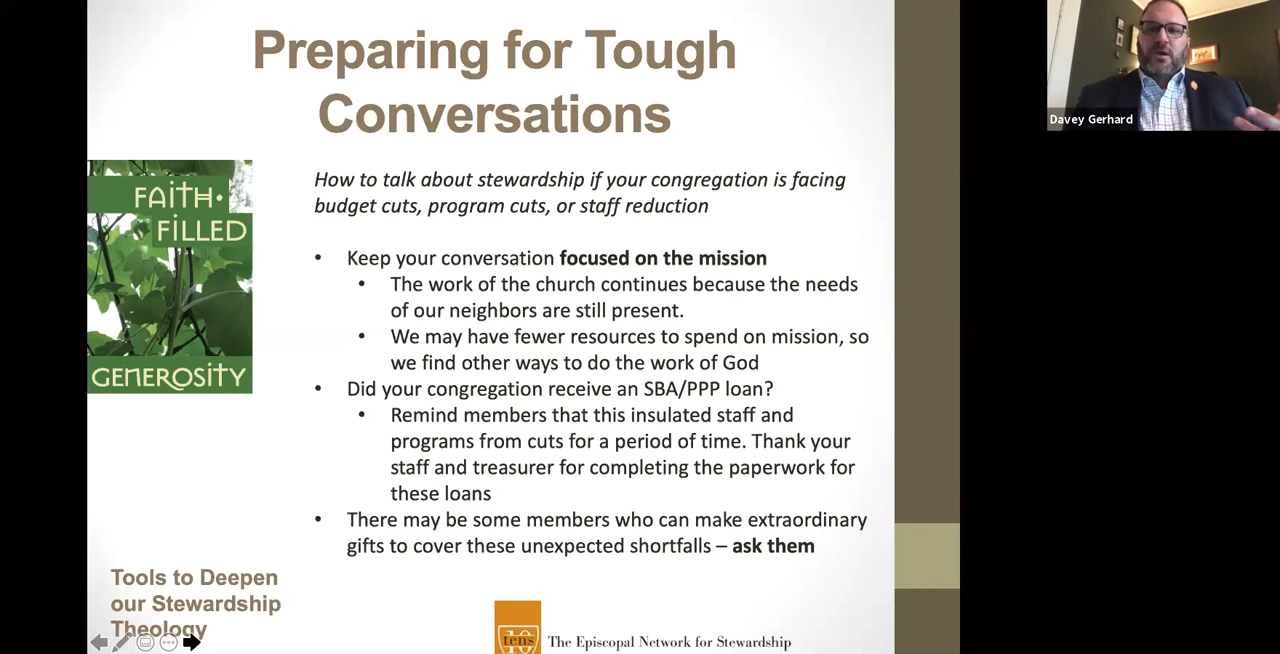 Preparing for Tough
Conversations
Davey Gerhard
FAITH·
FILLED
GENEROSITY
How to talk about stewardship if your congregation is facing
budget cuts, program cuts, or staff reduction
• Keep your conversation focused on the mission
• The work of the church continues because the needs
of our neighbors are still present.
• We may have fewer resources to spend on mission, so
we find other ways to do the work of God
• Did your congregation receive an SBA/PPP loan?
• Remind members that this insulated staff and
programs from cuts for a period of time. Thank your
staff and treasurer for completing the paperwork for
these loans
• There may be some members who can make extraordinary
gifts to cover these unexpected shortfalls – ask them
Tools to Deepen
our Stewardship
Theology
tens
10
The Episcopal Network for Stewardship